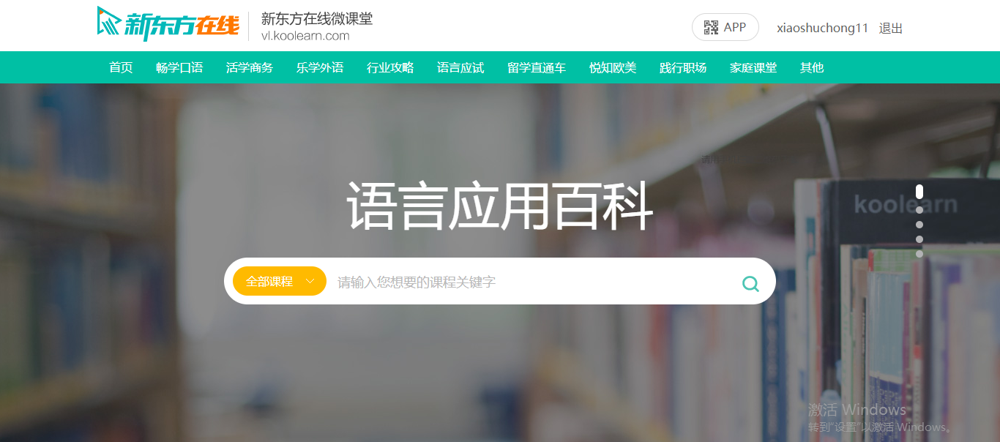 新东方在线
新东方在线微课堂
vl.koolearn.com
APP xiaoshuchong11 退出
首页 畅学口语 活学商务 乐学外语 行业攻略 语言应试 留学直通车 悦知欧美 践行职场 家庭课堂 其他
koolearn
语言应用百科
全部课程 请输入您想要的课程关键字
激活 Windows
转到"设置"以激活 Windows。